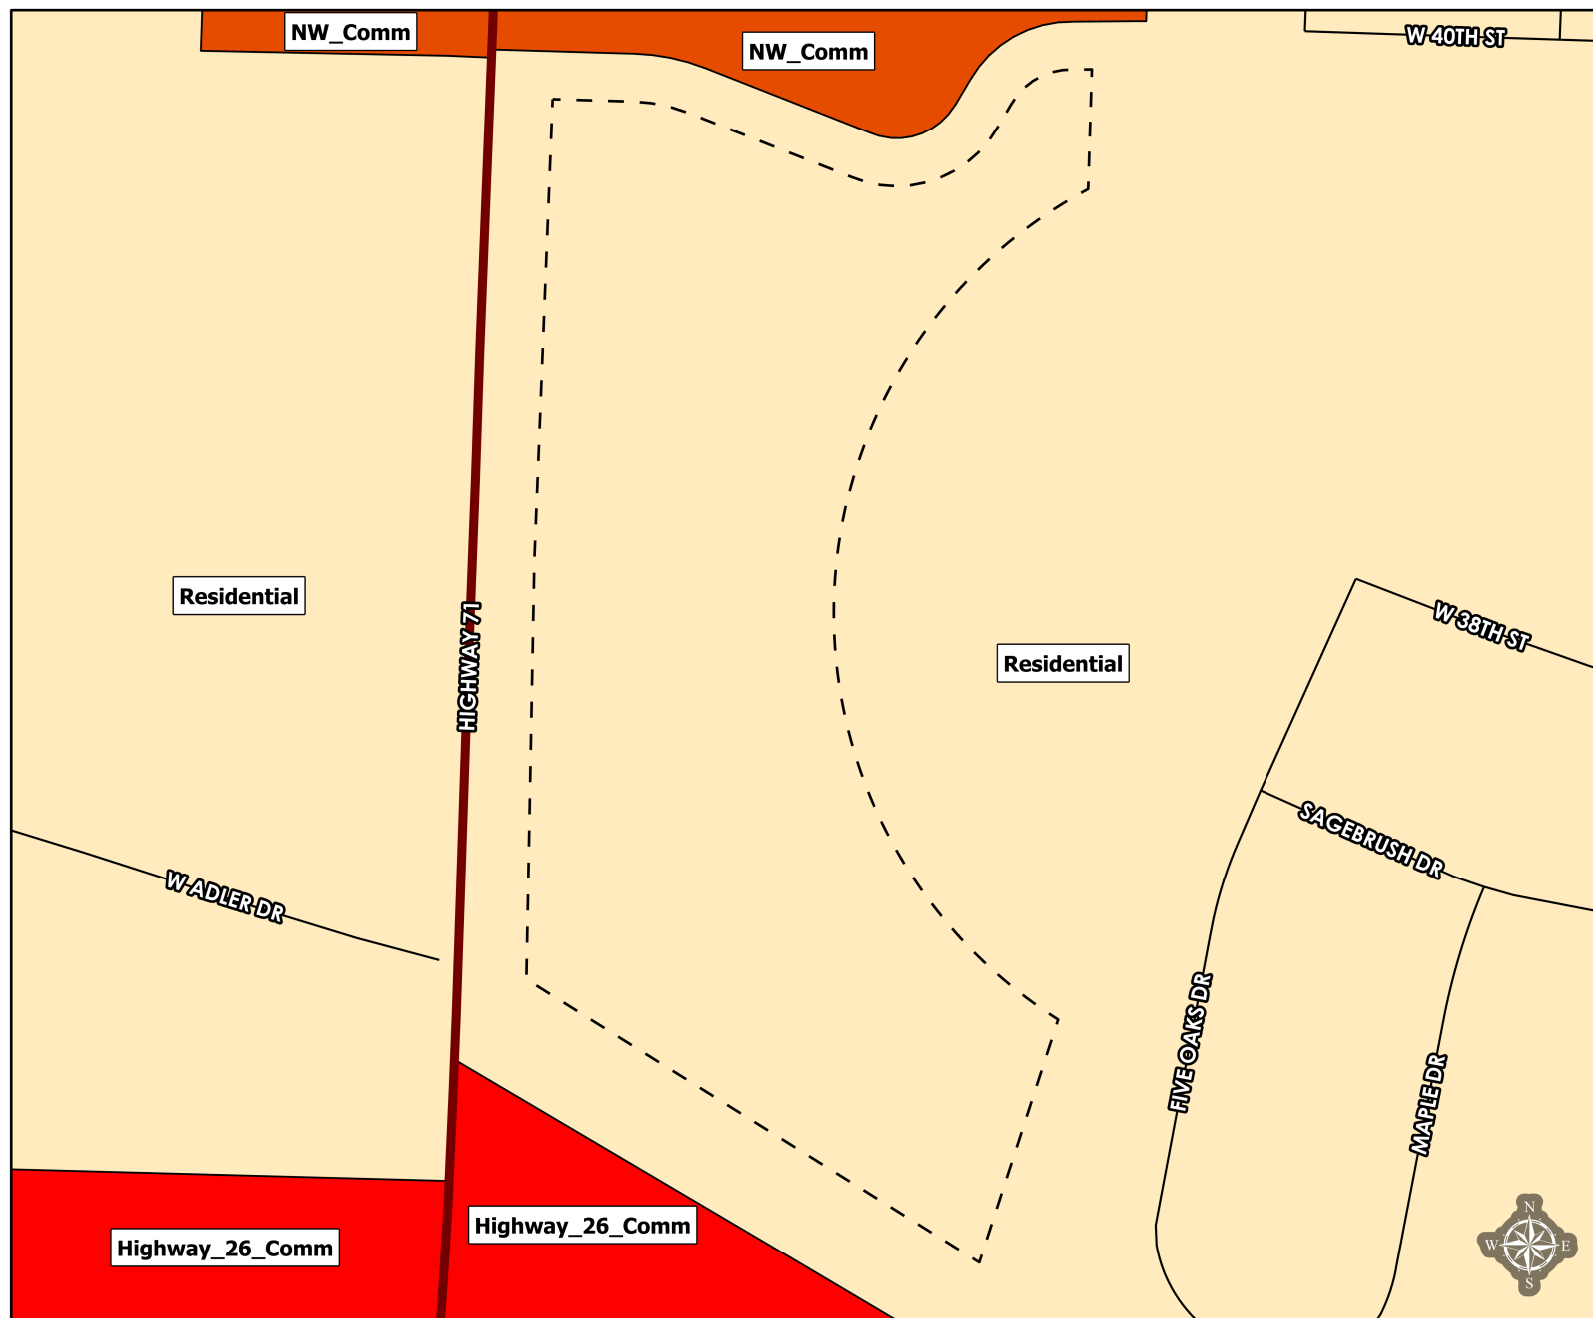 NW_Comm
NW_Comm
W 40TH ST
Residential
HIGHWAY 71
Residential
W 38TH ST
SAGEBRUSH DR
W ADLER DR
FIVE OAKS DR
MAPLE DR
Highway_26_Comm
Highway_26_Comm
N
W
E
S